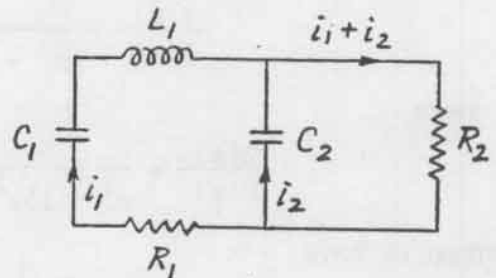 L₁
i₁ + i₂
C₁
C₂
R₂
i₁
i₂
R₁